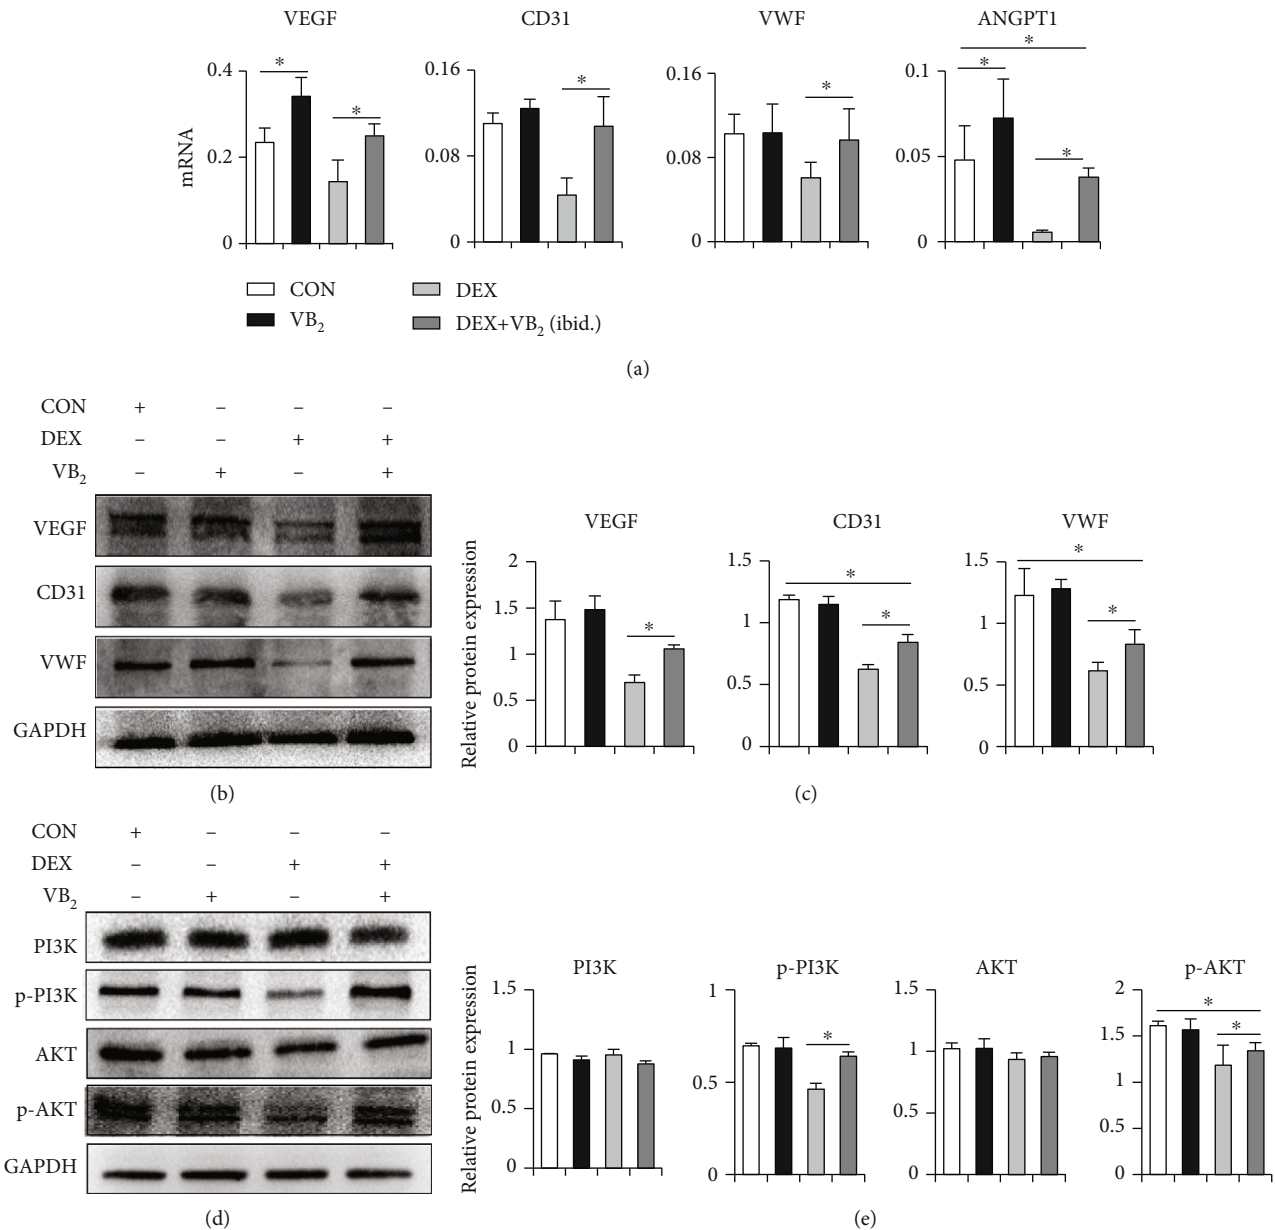 VEGF CD31 VWF ANGPT1
* * * * * * *
0.4 0.16 0.16 0.1
mRNA
0.2 0.08 0.08 0.05
0 0 0 0
CON DEX
VB2 DEX+VB2 (ibid.)
(a)
CON + – – –
DEX – – + +
VB2 – + – +
VEGF
CD31
VWF
GAPDH
(b)
VEGF CD31 VWF
Relative protein expression
2 1.5 1.5
1.5 1 1
1 0.5 0.5
0.5
0 0 0
* * * * *
(c)
CON + – – –
DEX – – + +
VB2 – + – +
PI3K
p-PI3K
AKT
p-AKT
GAPDH
(d)
PI3K p-PI3K AKT p-AKT
Relative protein expression
1.5 1 1.5 2
1 0.5 1 1.5
0.5 0.5 1
0.5
0 0 0 0
* * *
(e)